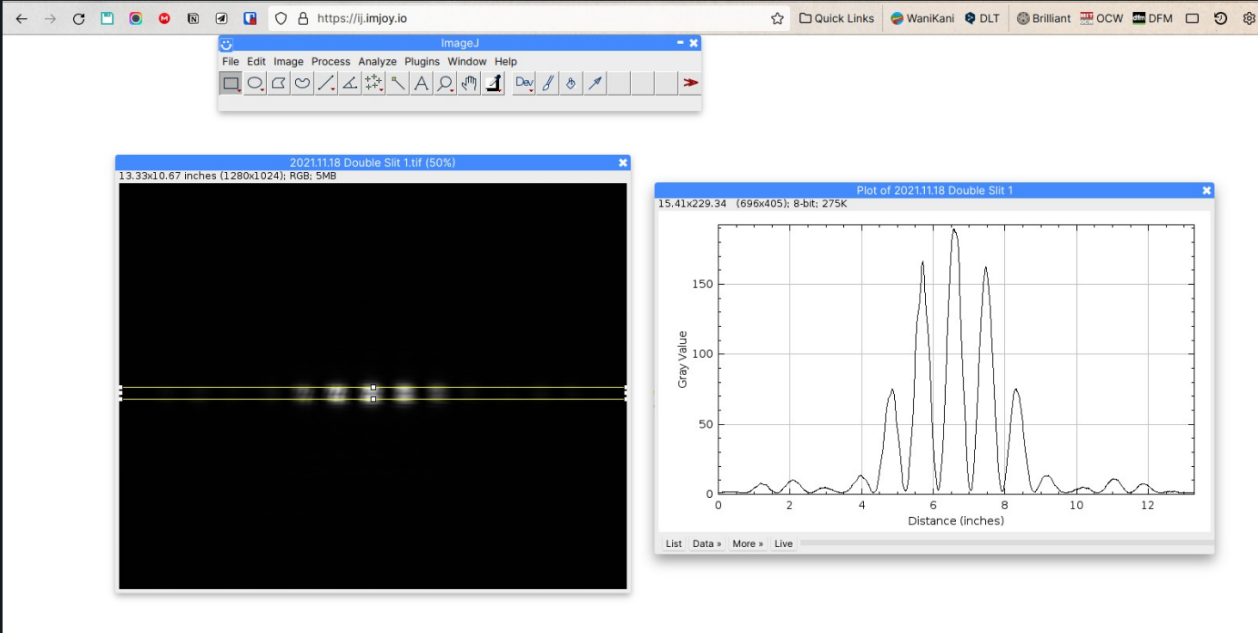 https://ij.imjoy.io
Quick Links WaniKani DLT Brilliant OCW DFM
ImageJ
File Edit Image Process Analyze Plugins Window Help
Dev
2021.11.18 Double Slit 1.tif (50%)
13.33x10.67 inches (1280x1024); RGB; 5MB
Plot of 2021.11.18 Double Slit 1
15.41x229.34 (696x405); 8-bit; 275K
150
100
50
0
Gray Value
0 2 4 6 8 10 12
Distance (inches)
List Data » More » Live